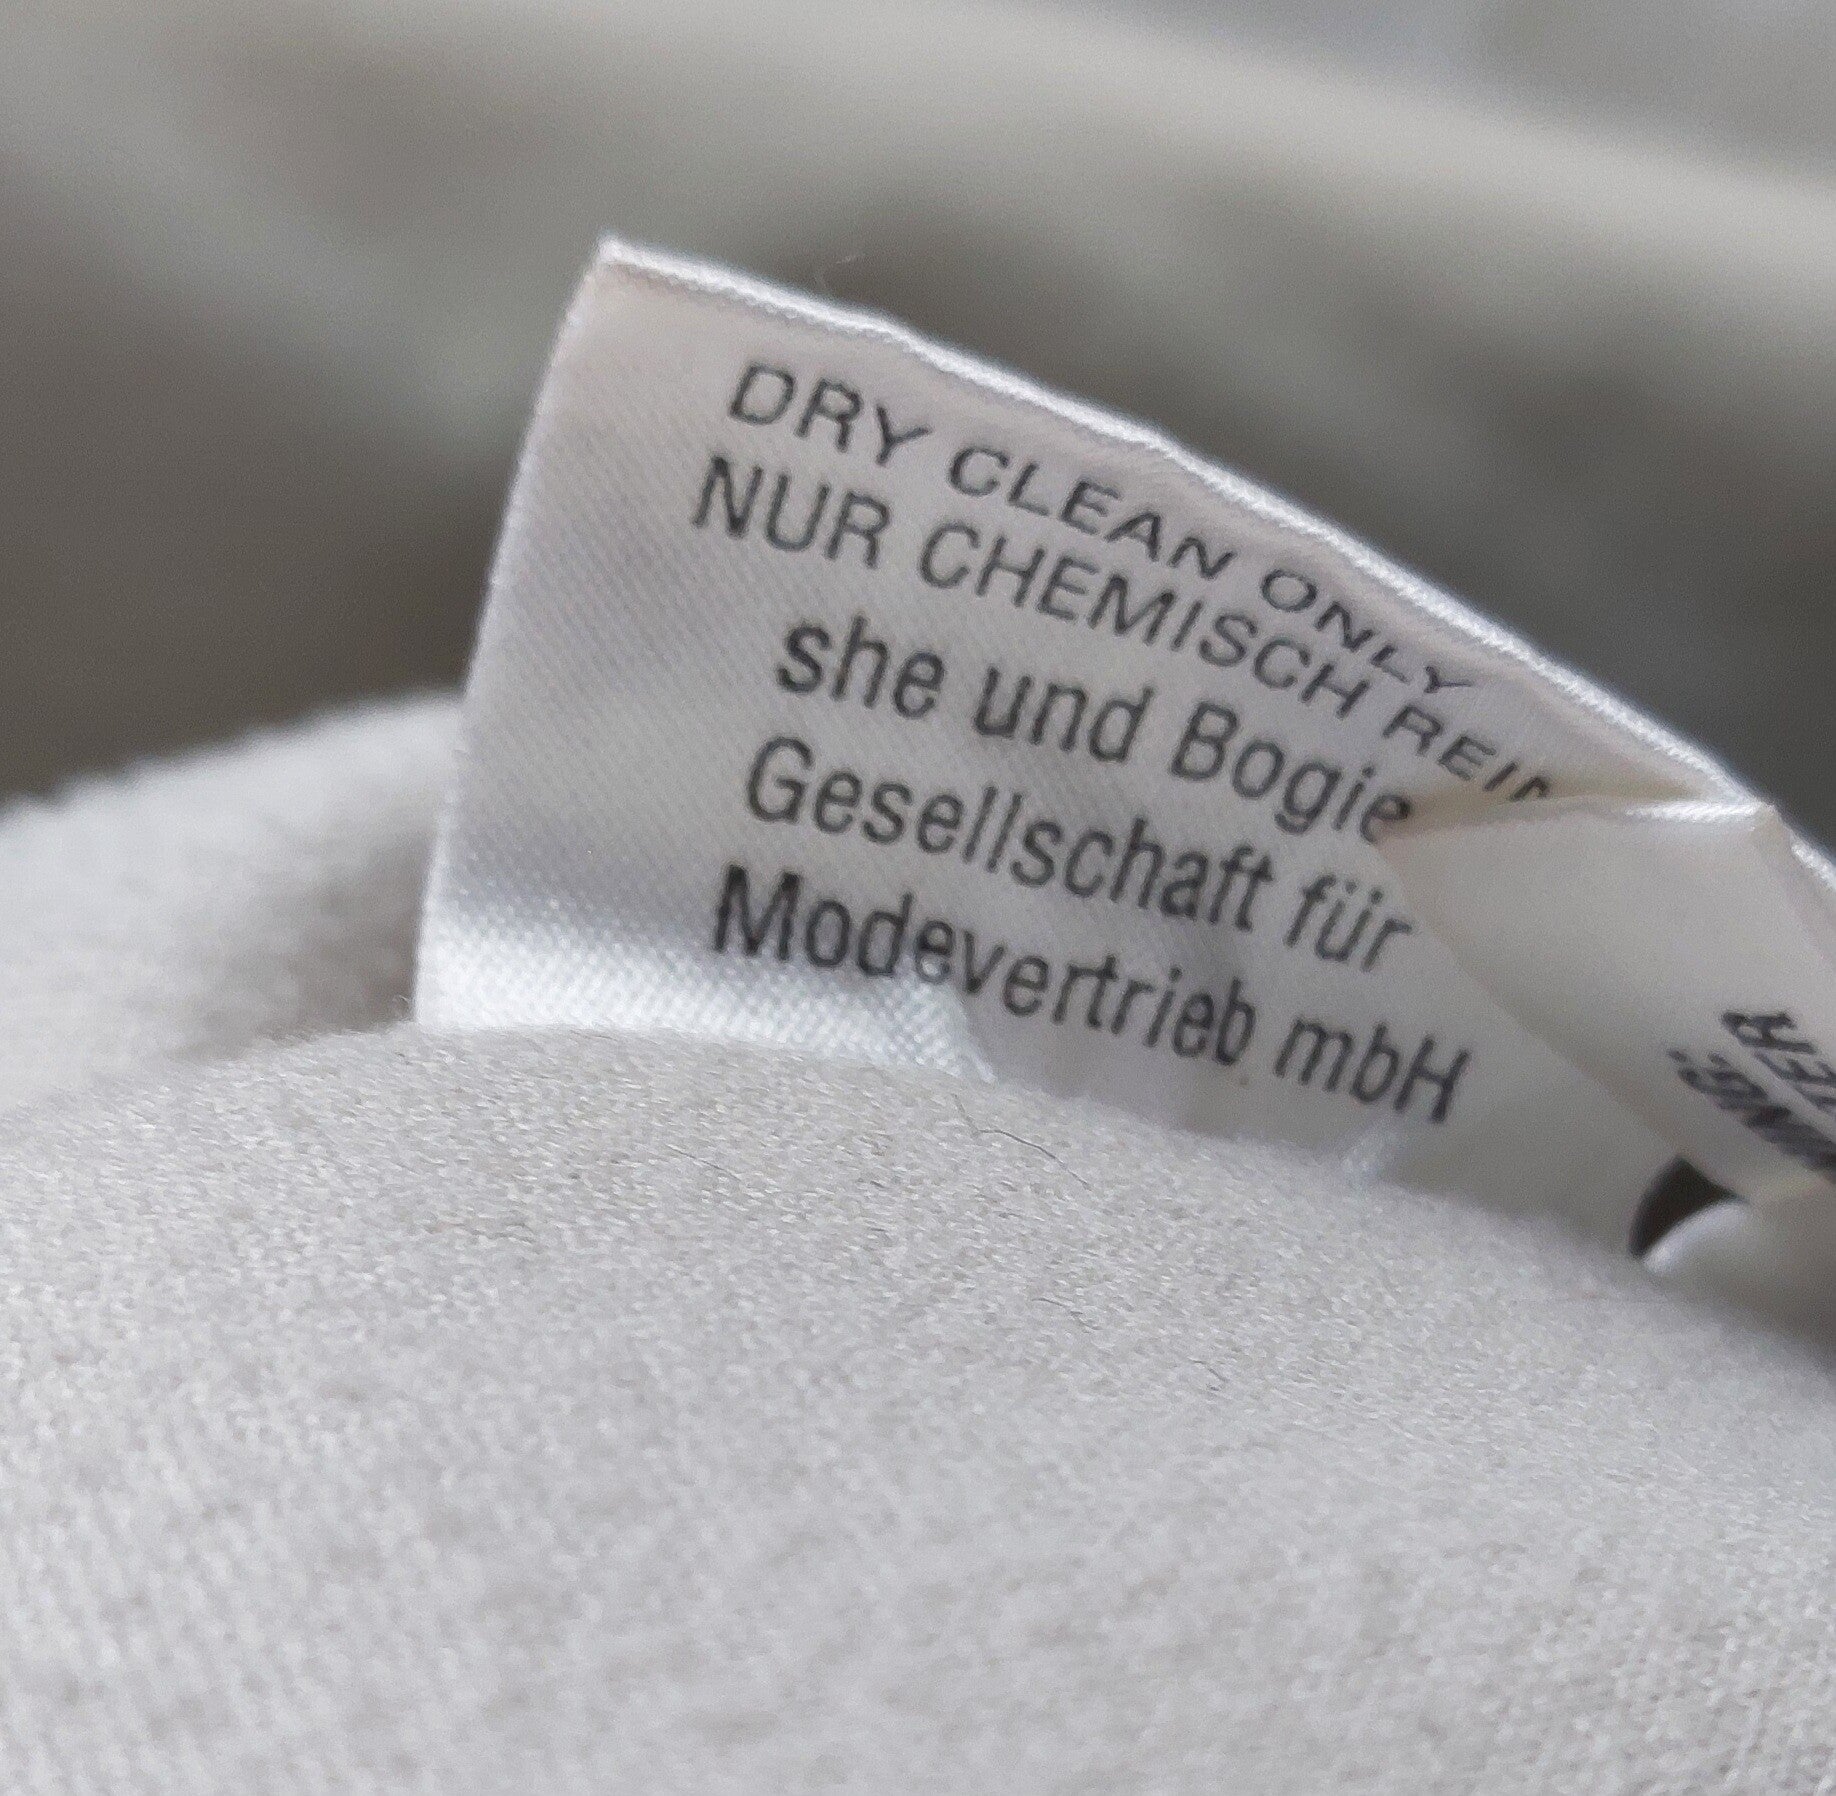 DRY CLEAN ONLY
NUR CHEMISCH
she und Bogie
Gesellschaft für
Modevertrieb mbH